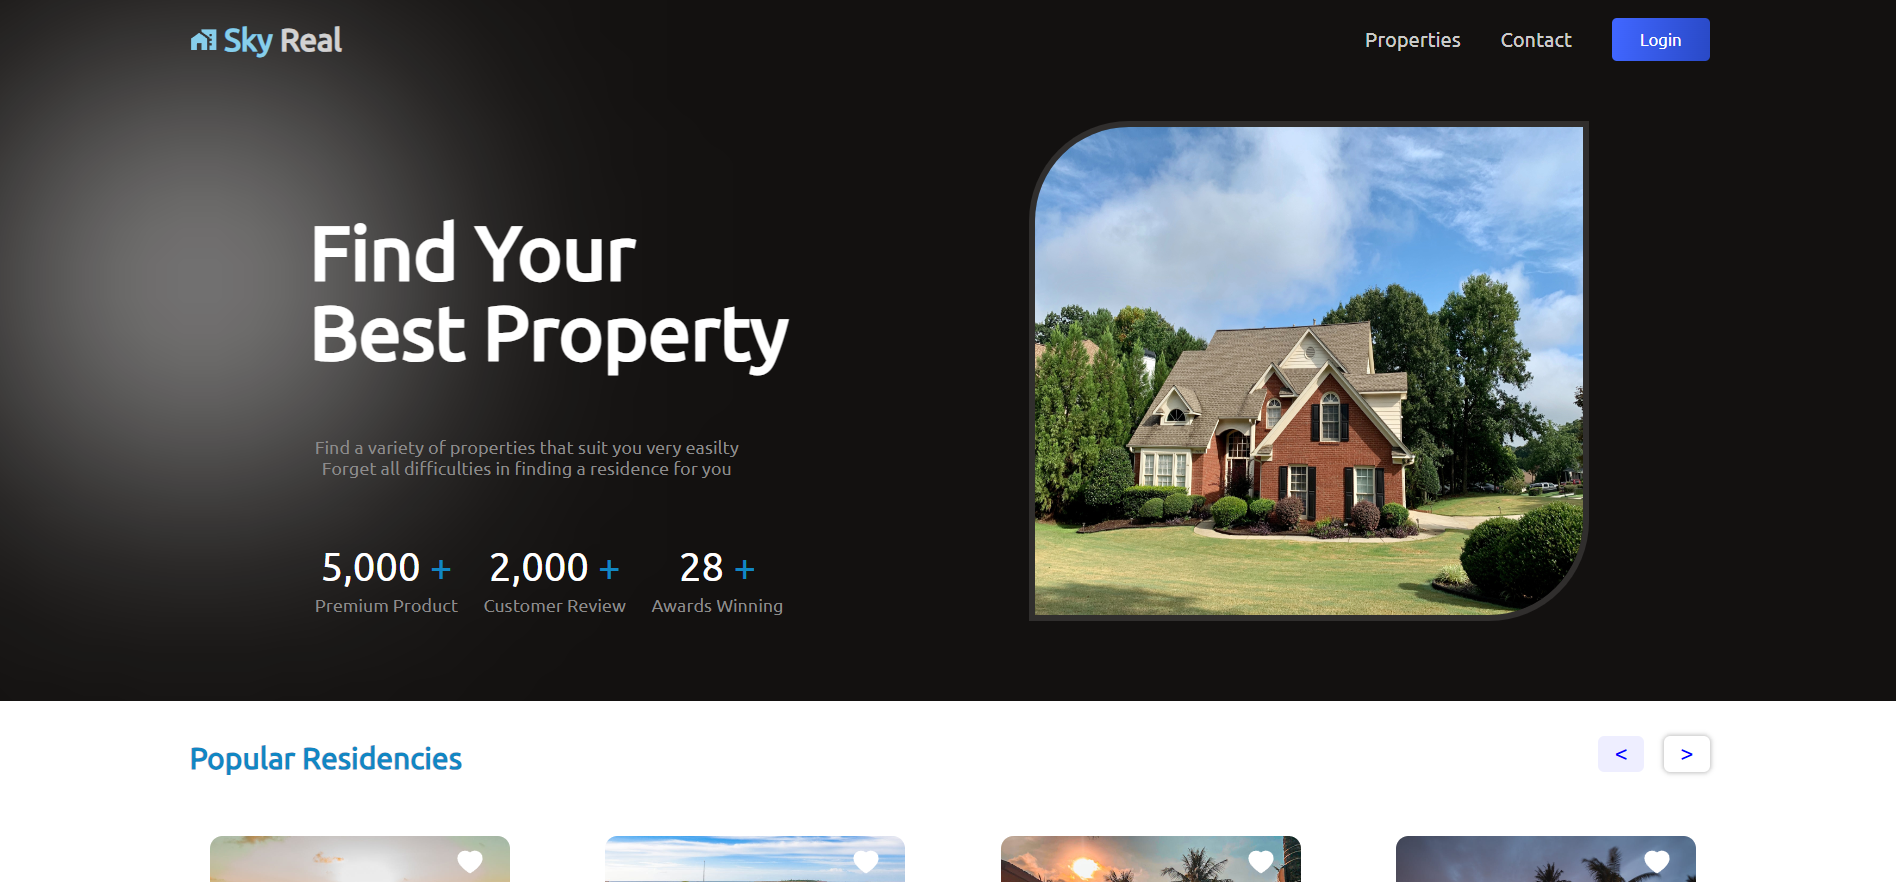 Sky Real
Properties
Contact
Login
Find Your
Best Property
Find a variety of properties that suit you very easilty
Forget all difficulties in finding a residence for you
5,000 +
2,000 +
28 +
Premium Product
Customer Review
Awards Winning
Popular Residencies
<
>